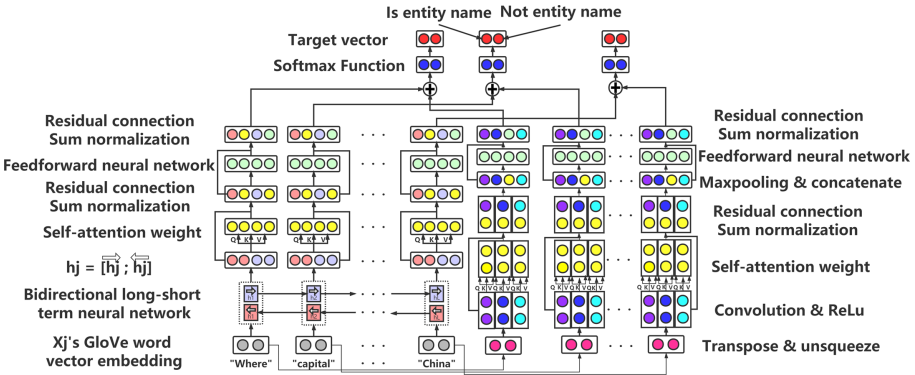 Is entity name
Not entity name
Target vector
Softmax Function
Residual connection
Sum normalization
Feedforward neural network
Residual connection
Sum normalization
Self-attention weight
Q K V
Q K V
Q K V
hj = [hj ; hj]
Bidirectional long-short
term neural network
Xj's GloVe word
vector embedding
"Where"
"capital"
"China"
Residual connection
Sum normalization
Feedforward neural network
Maxpooling & concatenate
Residual connection
Sum normalization
Self-attention weight
Q K V Q K V Q K V
Q K V Q K V Q K V
Q K V Q K V Q K V
Convolution & ReLu
Transpose & unsqueeze